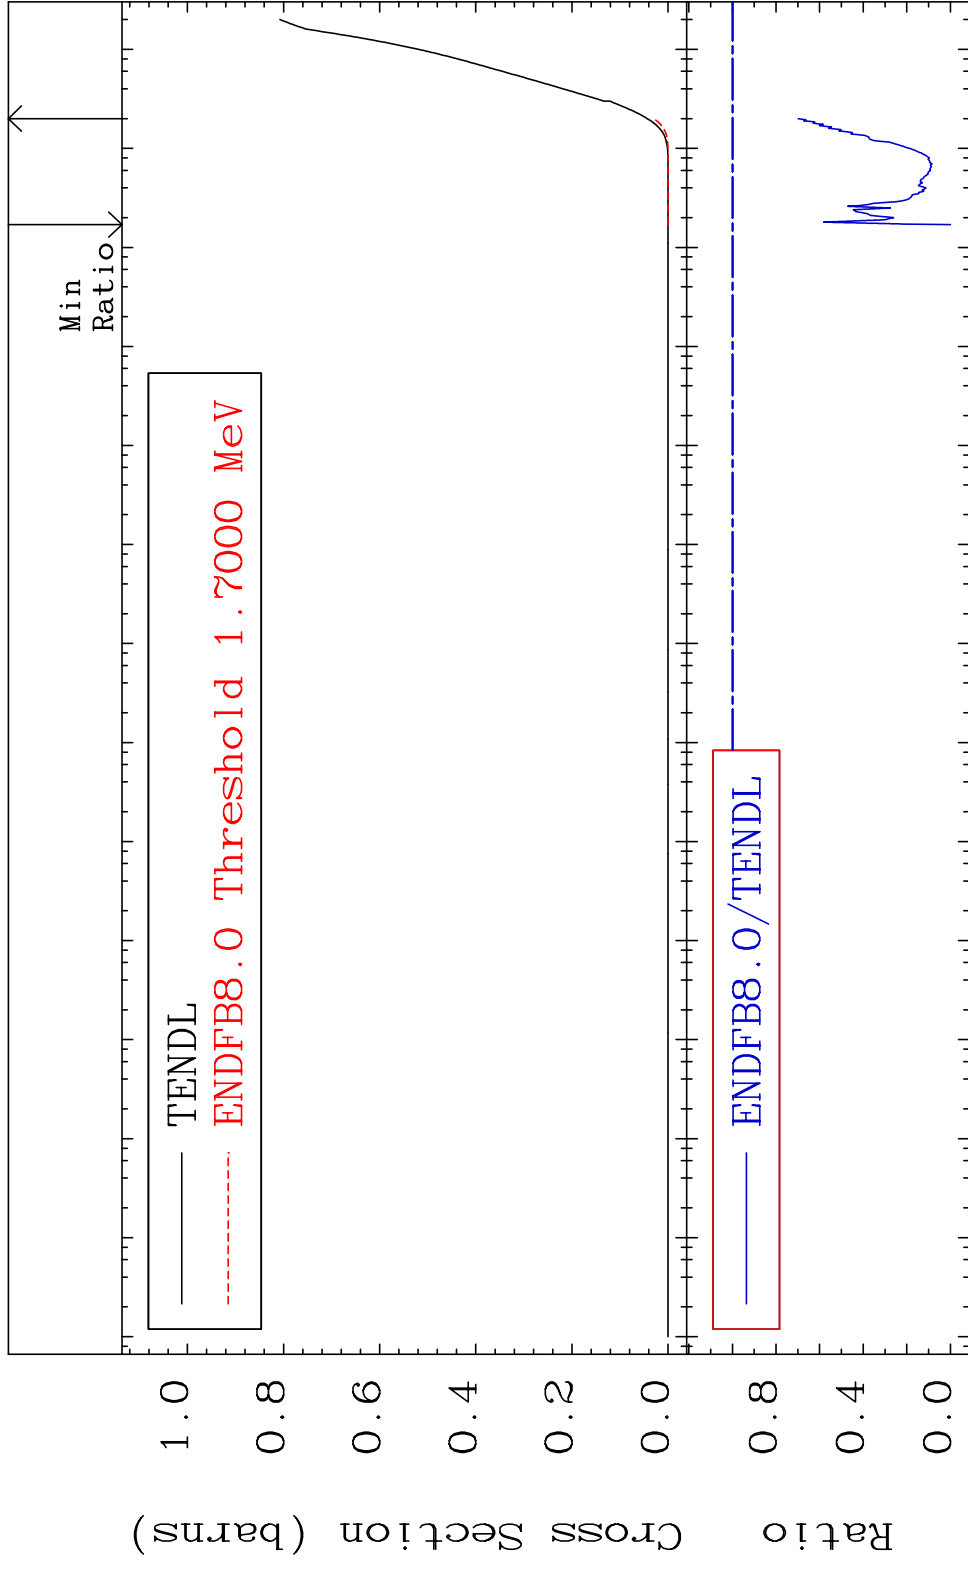 Min
Ratio
TENDL
ENDFB8.0 Threshold 1.7000 MeV
1.0
0.8
0.6
0.4
0.2
0.0
Cross Section (barns)
ENDFB8.0/TENDL
0.8
0.4
0.0
Ratio